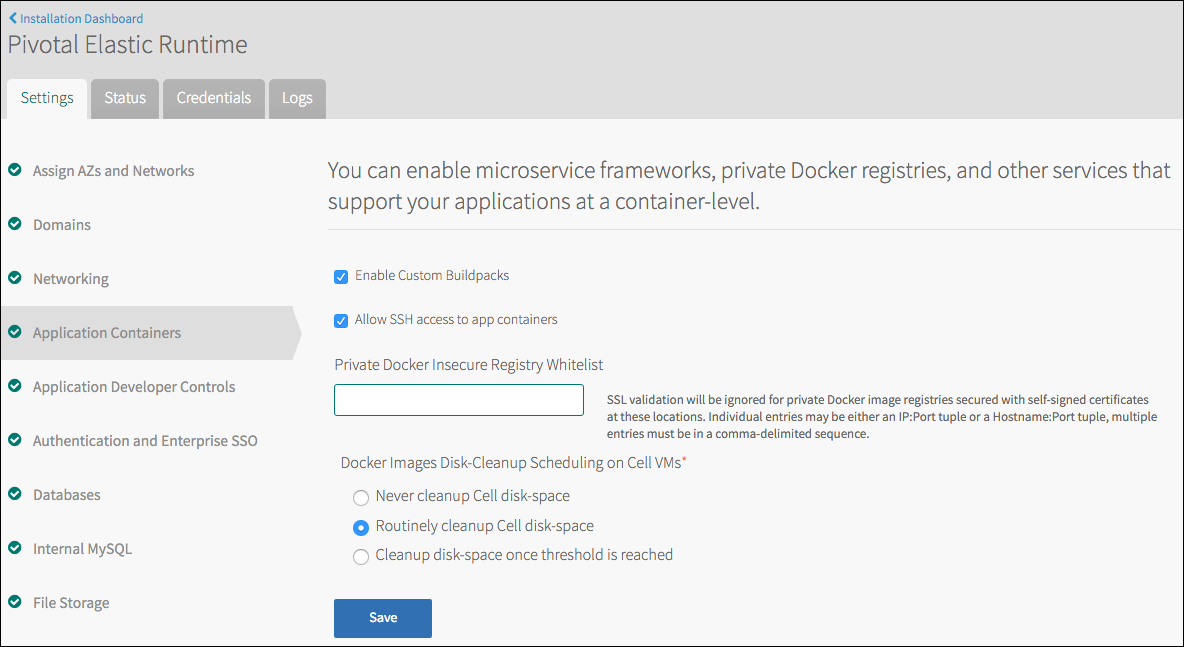 Installation Dashboard
Pivotal Elastic Runtime
Settings
Status
Credentials
Logs
Assign AZs and Networks
Domains
Networking
Application Containers
Application Developer Controls
Authentication and Enterprise SSO
Databases
Internal MySQL
File Storage
You can enable microservice frameworks, private Docker registries, and other services that
support your applications at a container-level.
Enable Custom Buildpacks
Allow SSH access to app containers
Private Docker Insecure Registry Whitelist
SSL validation will be ignored for private Docker image registries secured with self-signed certificates
at these locations. Individual entries may be either an IP:Port tuple or a Hostname:Port tuple, multiple
entries must be in a comma-delimited sequence.
Docker Images Disk-Cleanup Scheduling on Cell VMs*
Never cleanup Cell disk-space
Routinely cleanup Cell disk-space
Cleanup disk-space once threshold is reached
Save